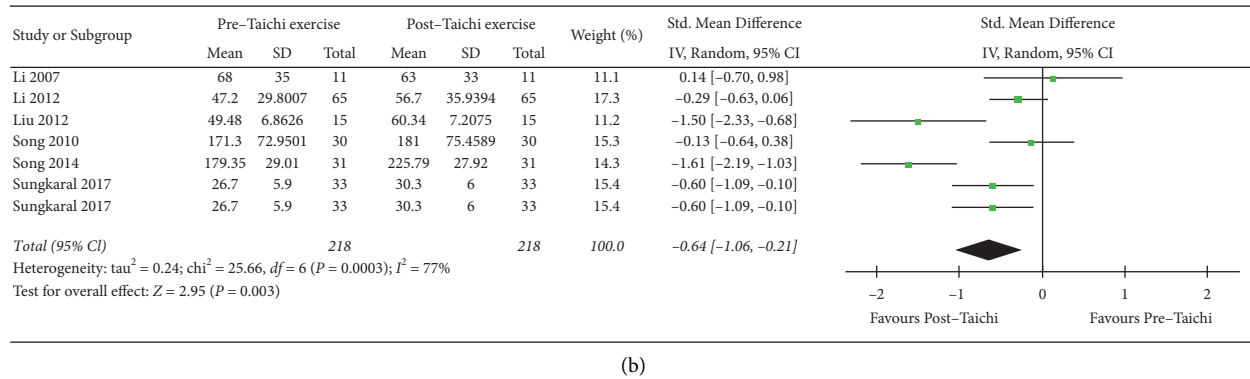 Study or Subgroup Pre–Taichi exercise Post–Taichi exercise Weight (%) Std. Mean Difference Std. Mean Difference
Mean SD Total Mean SD Total IV, Random, 95% CI IV, Random, 95% CI
Li 2007 68 35 11 63 33 11 11.1 0.14 [–0.70, 0.98]
Li 2012 47.2 29.8007 65 56.7 35.9394 65 17.3 –0.29 [–0.63, 0.06]
Liu 2012 49.48 6.8626 15 60.34 7.2075 15 11.2 –1.50 [–2.33, –0.68]
Song 2010 171.3 72.9501 30 181 75.4589 30 15.3 –0.13 [–0.64, 0.38]
Song 2014 179.35 29.01 31 225.79 27.92 31 14.3 –1.61 [–2.19, –1.03]
Sungkaral 2017 26.7 5.9 33 30.3 6 33 15.4 –0.60 [–1.09, –0.10]
Sungkaral 2017 26.7 5.9 33 30.3 6 33 15.4 –0.60 [–1.09, –0.10]
Total (95% Cl) 218 218 100.0 –0.64 [–1.06, –0.21]
Heterogeneity: tau² = 0.24; chi² = 25.66, df = 6 (P = 0.0003); I² = 77%
Test for overall effect: Z = 2.95 (P = 0.003)
–2 –1 0 1 2
Favours Post–Taichi Favours Pre–Taichi
(b)